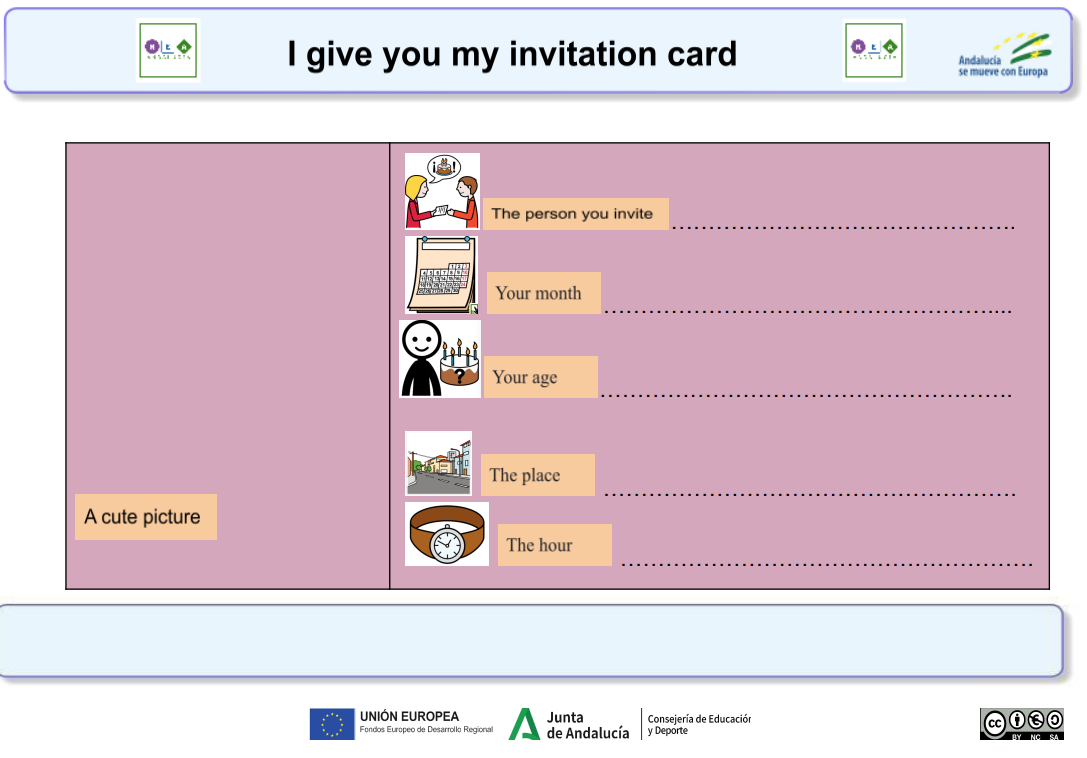 I give you my invitation card
Andalucía
se mueve con Europa
The person you invite
Your month
Your age
The place
The hour
A cute picture
UNIÓN EUROPEA
Fondos Europeo de Desarrollo Regional
Junta
de Andalucía
Consejería de Educación
y Deporte
cc
BY NC SA